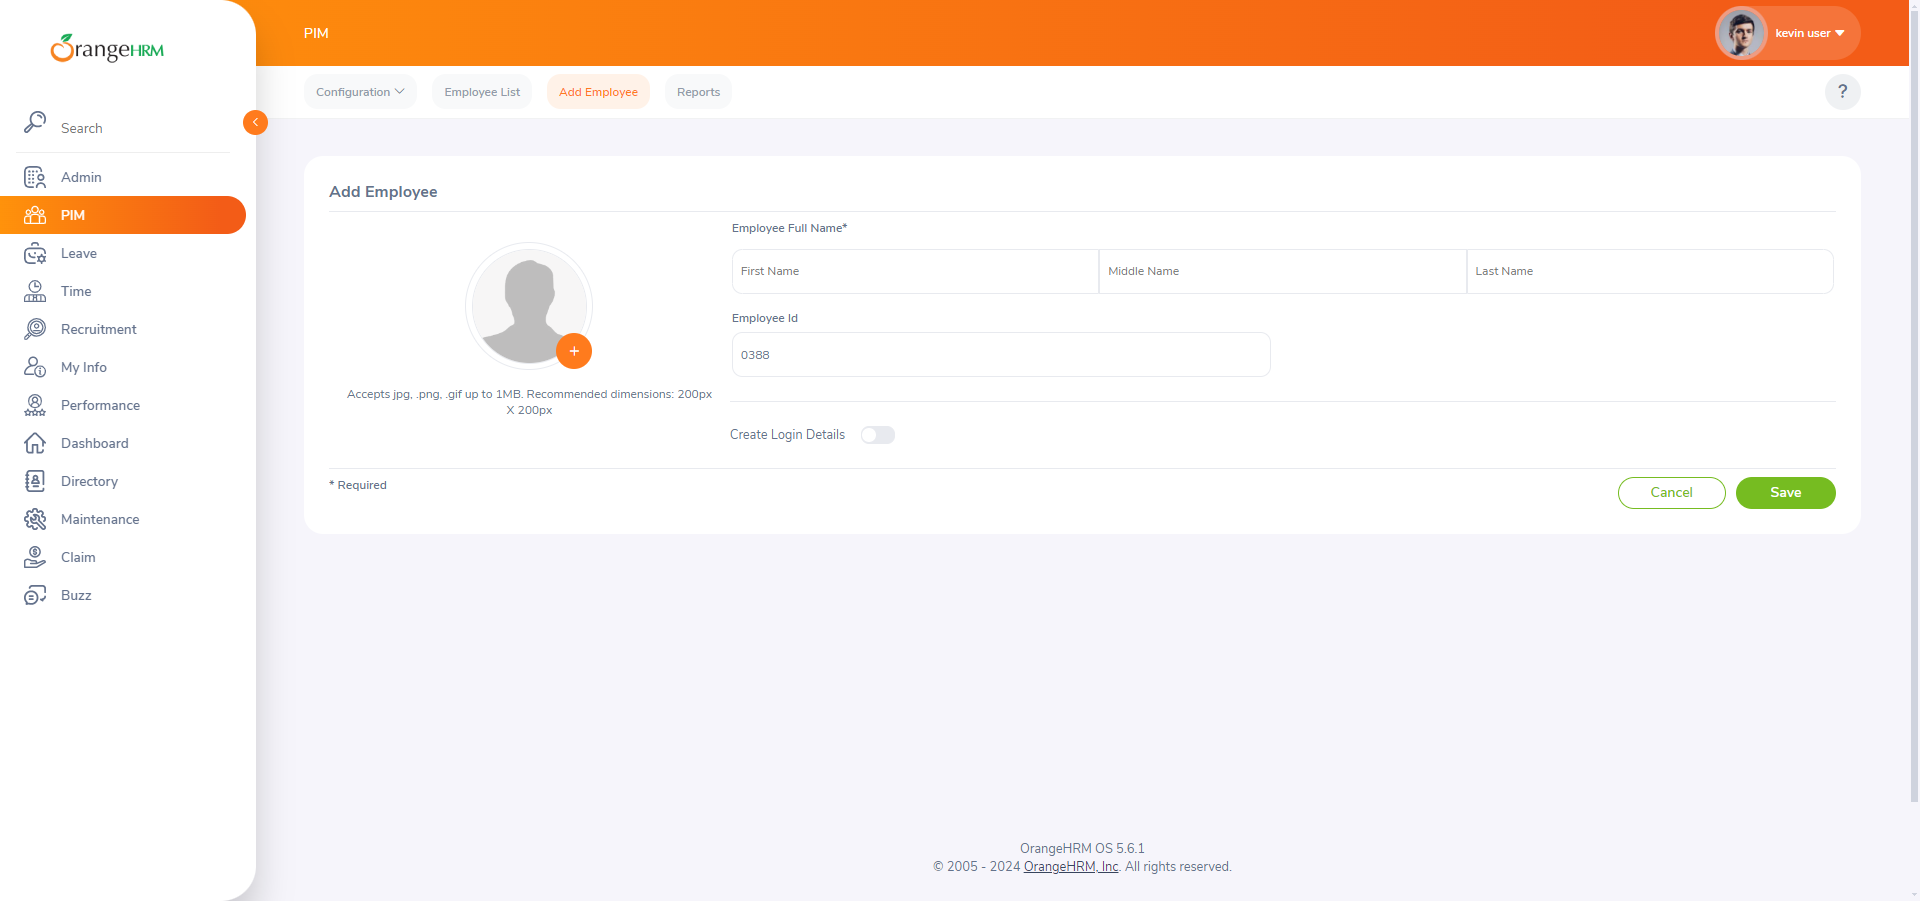 OrangeHRM
Search
Admin
PIM
Leave
Time
Recruitment
My Info
Performance
Dashboard
Directory
Maintenance
Claim
Buzz
PIM
kevin user
Configuration
Employee List
Add Employee
Reports
?
Add Employee
Accepts jpg, .png, .gif up to 1MB. Recommended dimensions: 200px
X 200px
Employee Full Name*
First Name
Middle Name
Last Name
Employee Id
0388
Create Login Details
* Required
Cancel
Save
OrangeHRM OS 5.6.1
© 2005 - 2024 OrangeHRM, Inc. All rights reserved.